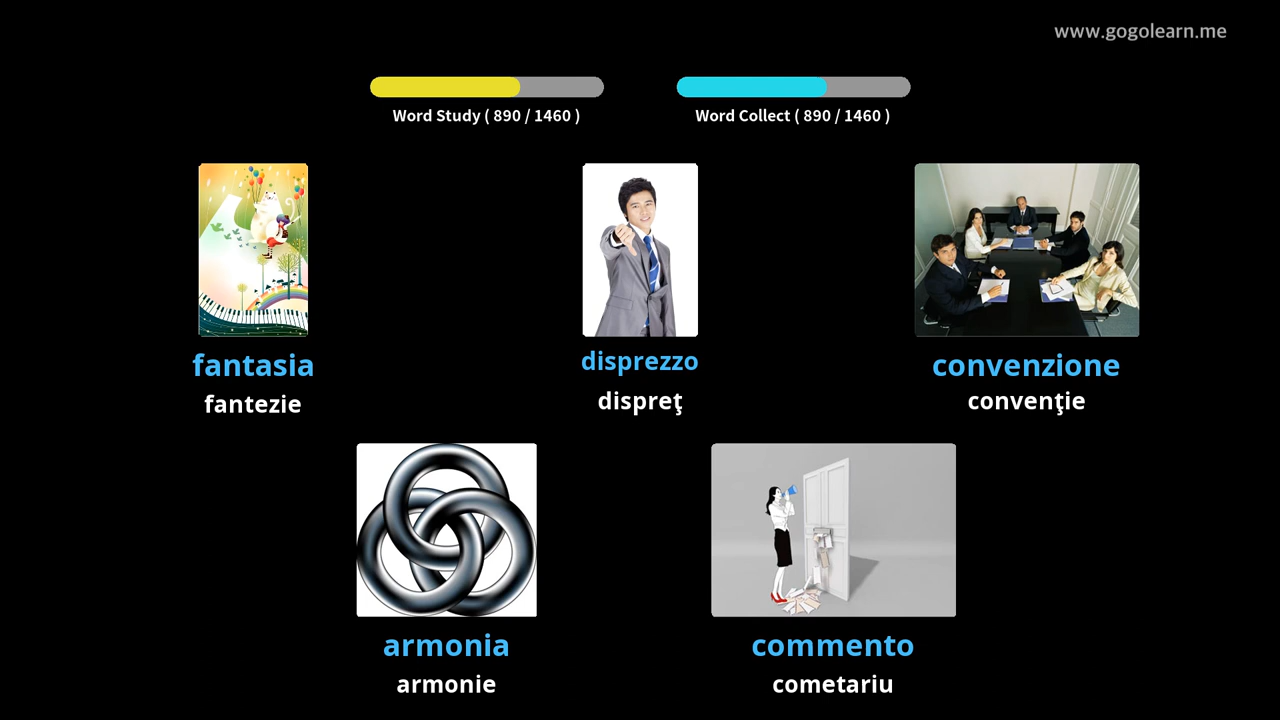 www.gogolearn.me
Word Study ( 890 / 1460 )
Word Collect ( 890 / 1460 )
fantasia
fantezie
disprezzo
dispreţ
convenzione
convenţie
armonia
armonie
commento
cometariu